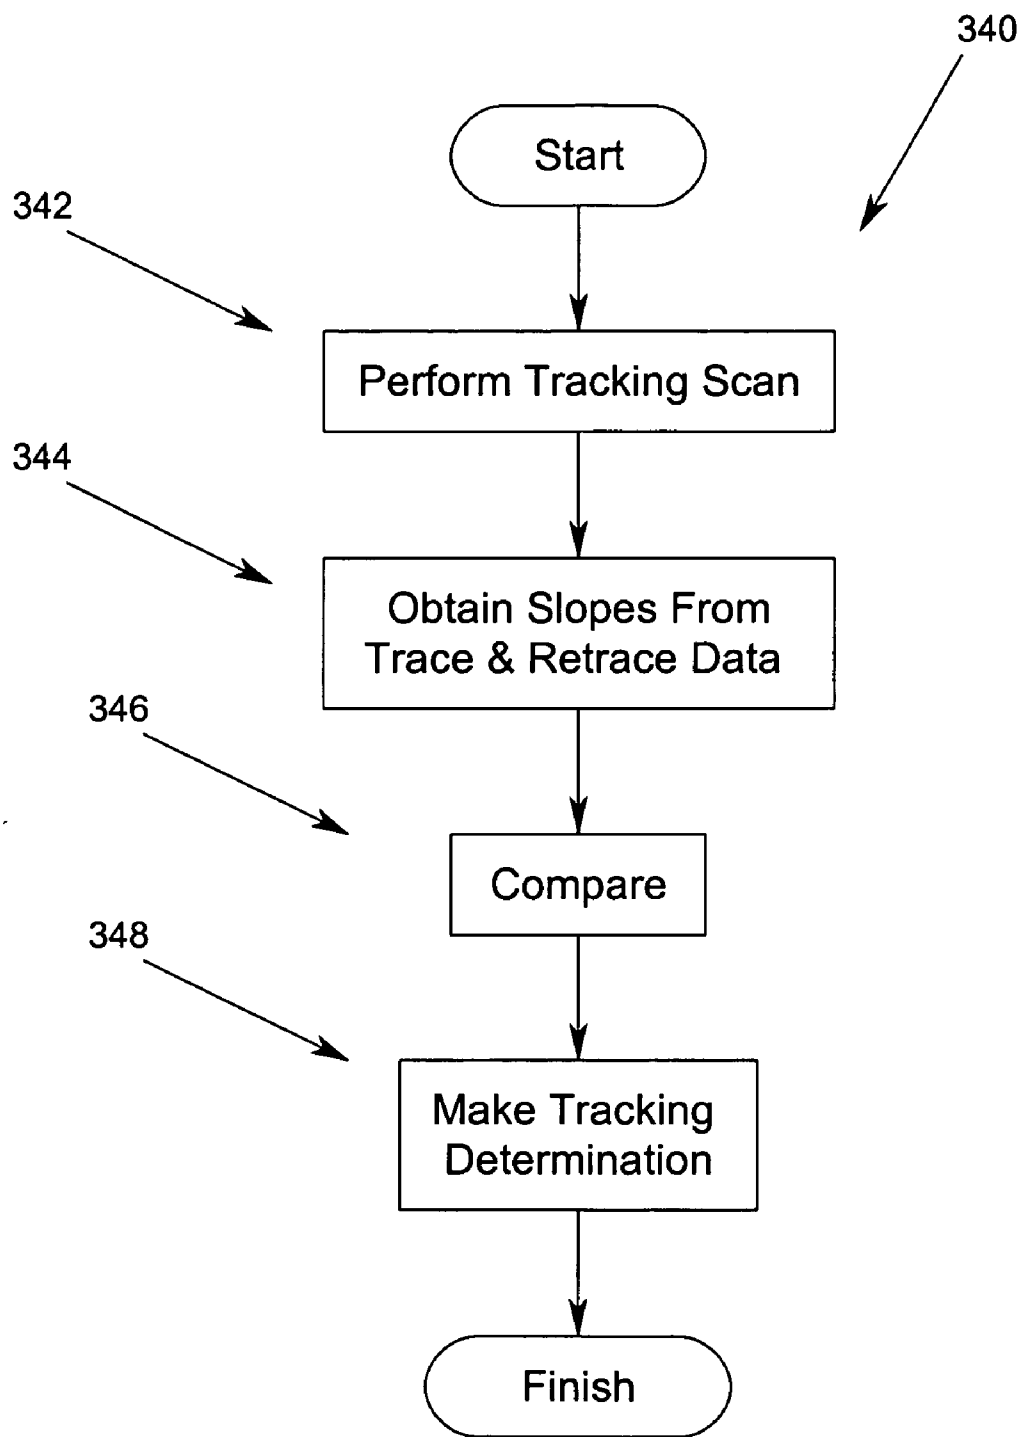 340
Start
342
Perform Tracking Scan
344
Obtain Slopes From
Trace & Retrace Data
346
Compare
348
Make Tracking
Determination
Finish